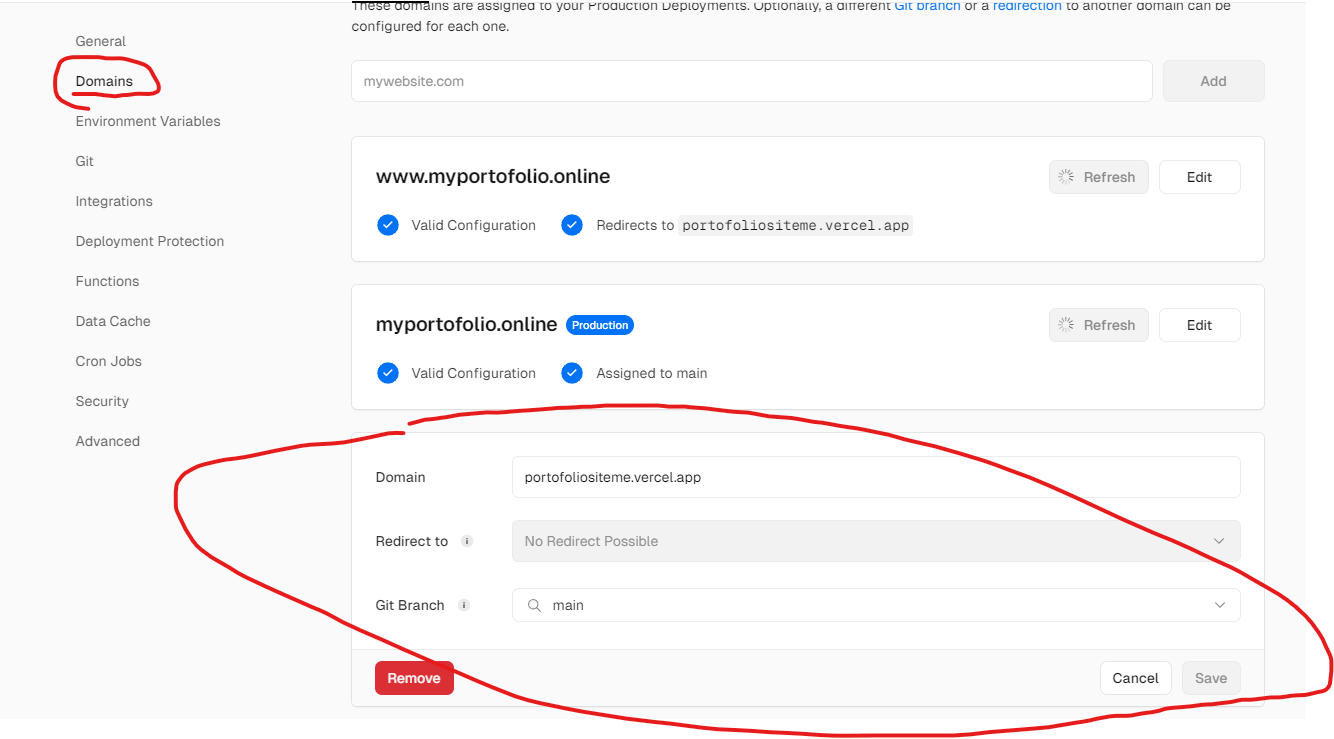 These domains are assigned to your Production Deployments. Optionally, a different Git branch or a redirection to another domain can be
configured for each one.
General
Domains
Environment Variables
Git
Integrations
Deployment Protection
Functions
Data Cache
Cron Jobs
Security
Advanced
mywebsite.com
Add
www.myportofolio.online
Refresh
Edit
Valid Configuration
Redirects to portofoliositeme.vercel.app
myportofolio.online Production
Refresh
Edit
Valid Configuration
Assigned to main
Domain
portofoliositeme.vercel.app
Redirect to i
No Redirect Possible
Git Branch i
main
Remove
Cancel
Save